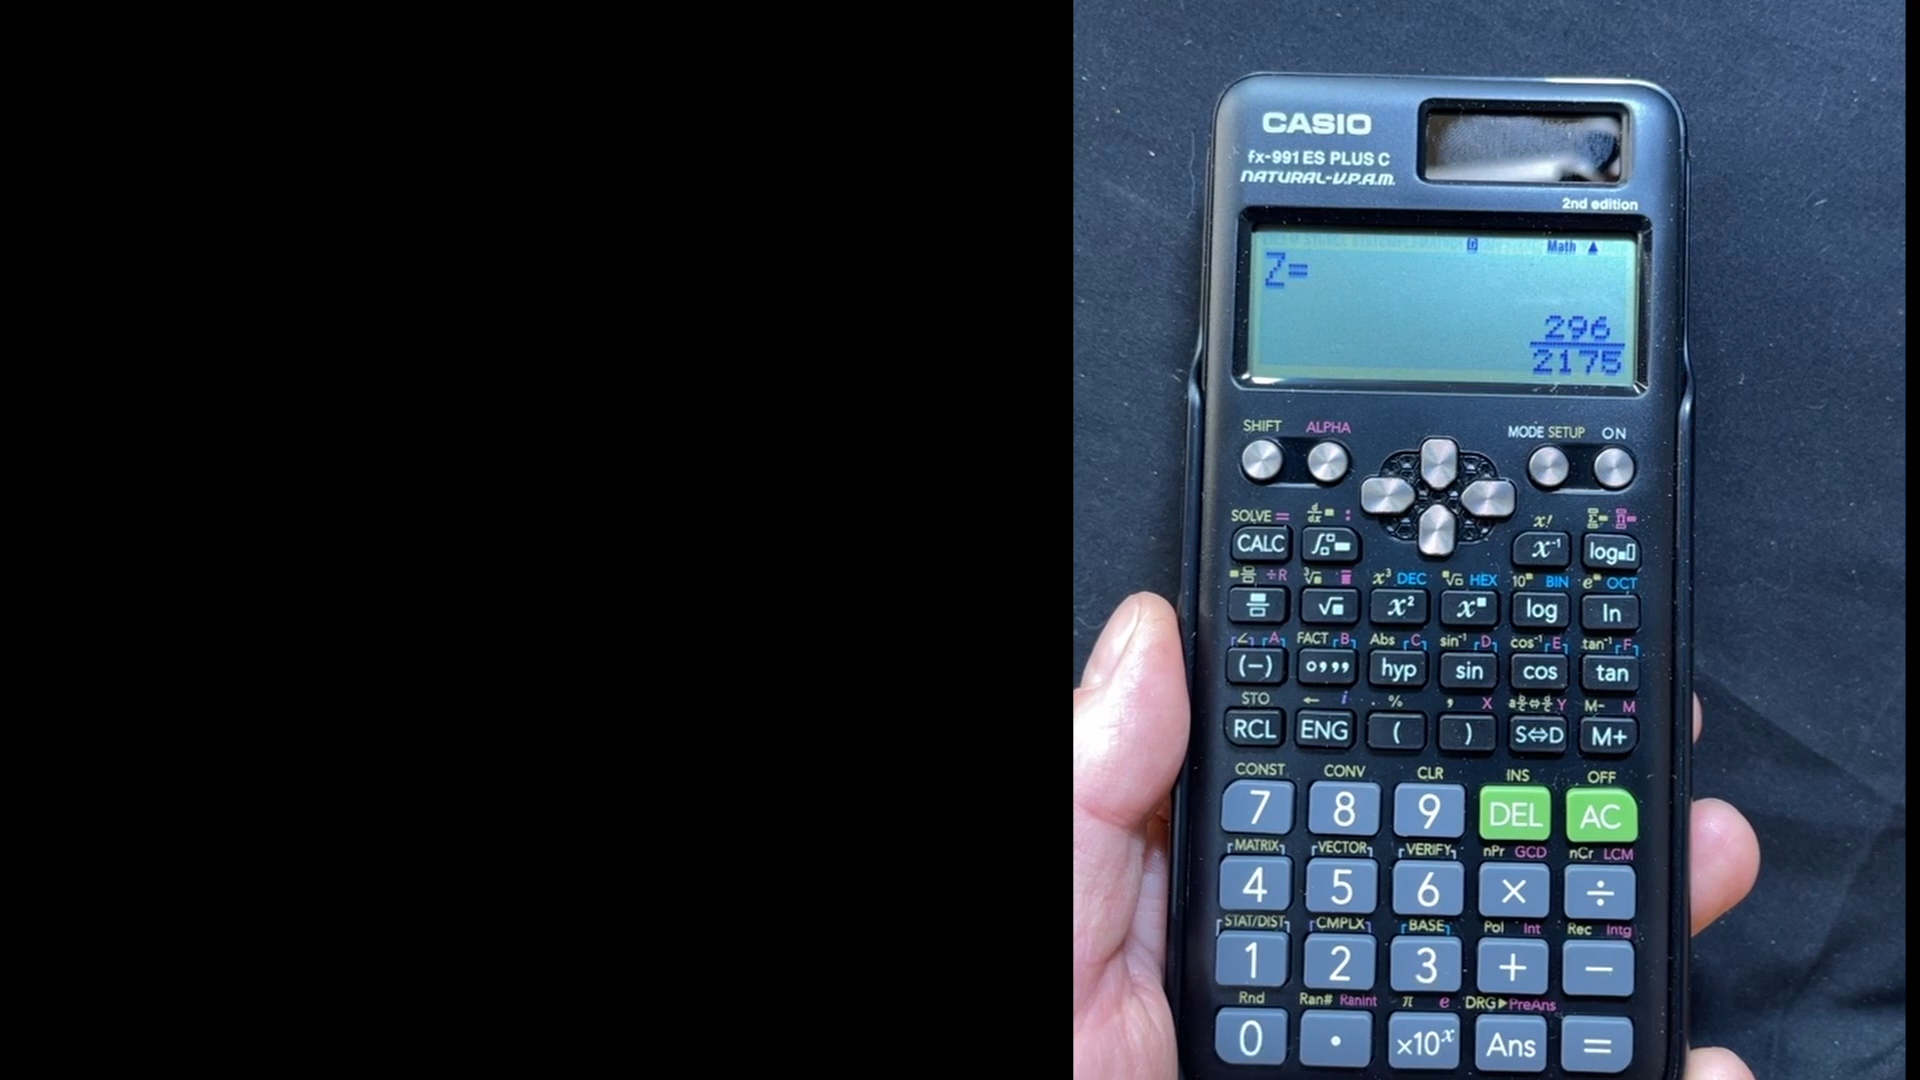 CASIO
fx-991ES PLUS C
NATURAL-V.P.A.M.
2nd edition
D Math ▲
Z=
296
2175
SHIFT ALPHA MODE SETUP ON
SOLVE = d/dx :  x!
CALC x⁻¹ log
÷R ³√ x³ DEC HEX 10 BIN e OCT
√ x² x log ln
∠ A FACT B Abs C sin⁻¹ D cos⁻¹ E tan⁻¹ F
(−) °,,, hyp sin cos tan
STO ← i % , X Y M− M
RCL ENG ( ) S⇔D M+
CONST CONV CLR INS OFF
7 8 9 DEL AC
MATRIX VECTOR VERIFY nPr GCD nCr LCM
4 5 6 × ÷
STAT/DIST CMPLX BASE Pol Int Rec Intg
1 2 3 + −
Rnd Ran# RanInt π e DRG▶ PreAns
0 • ×10ˣ Ans =